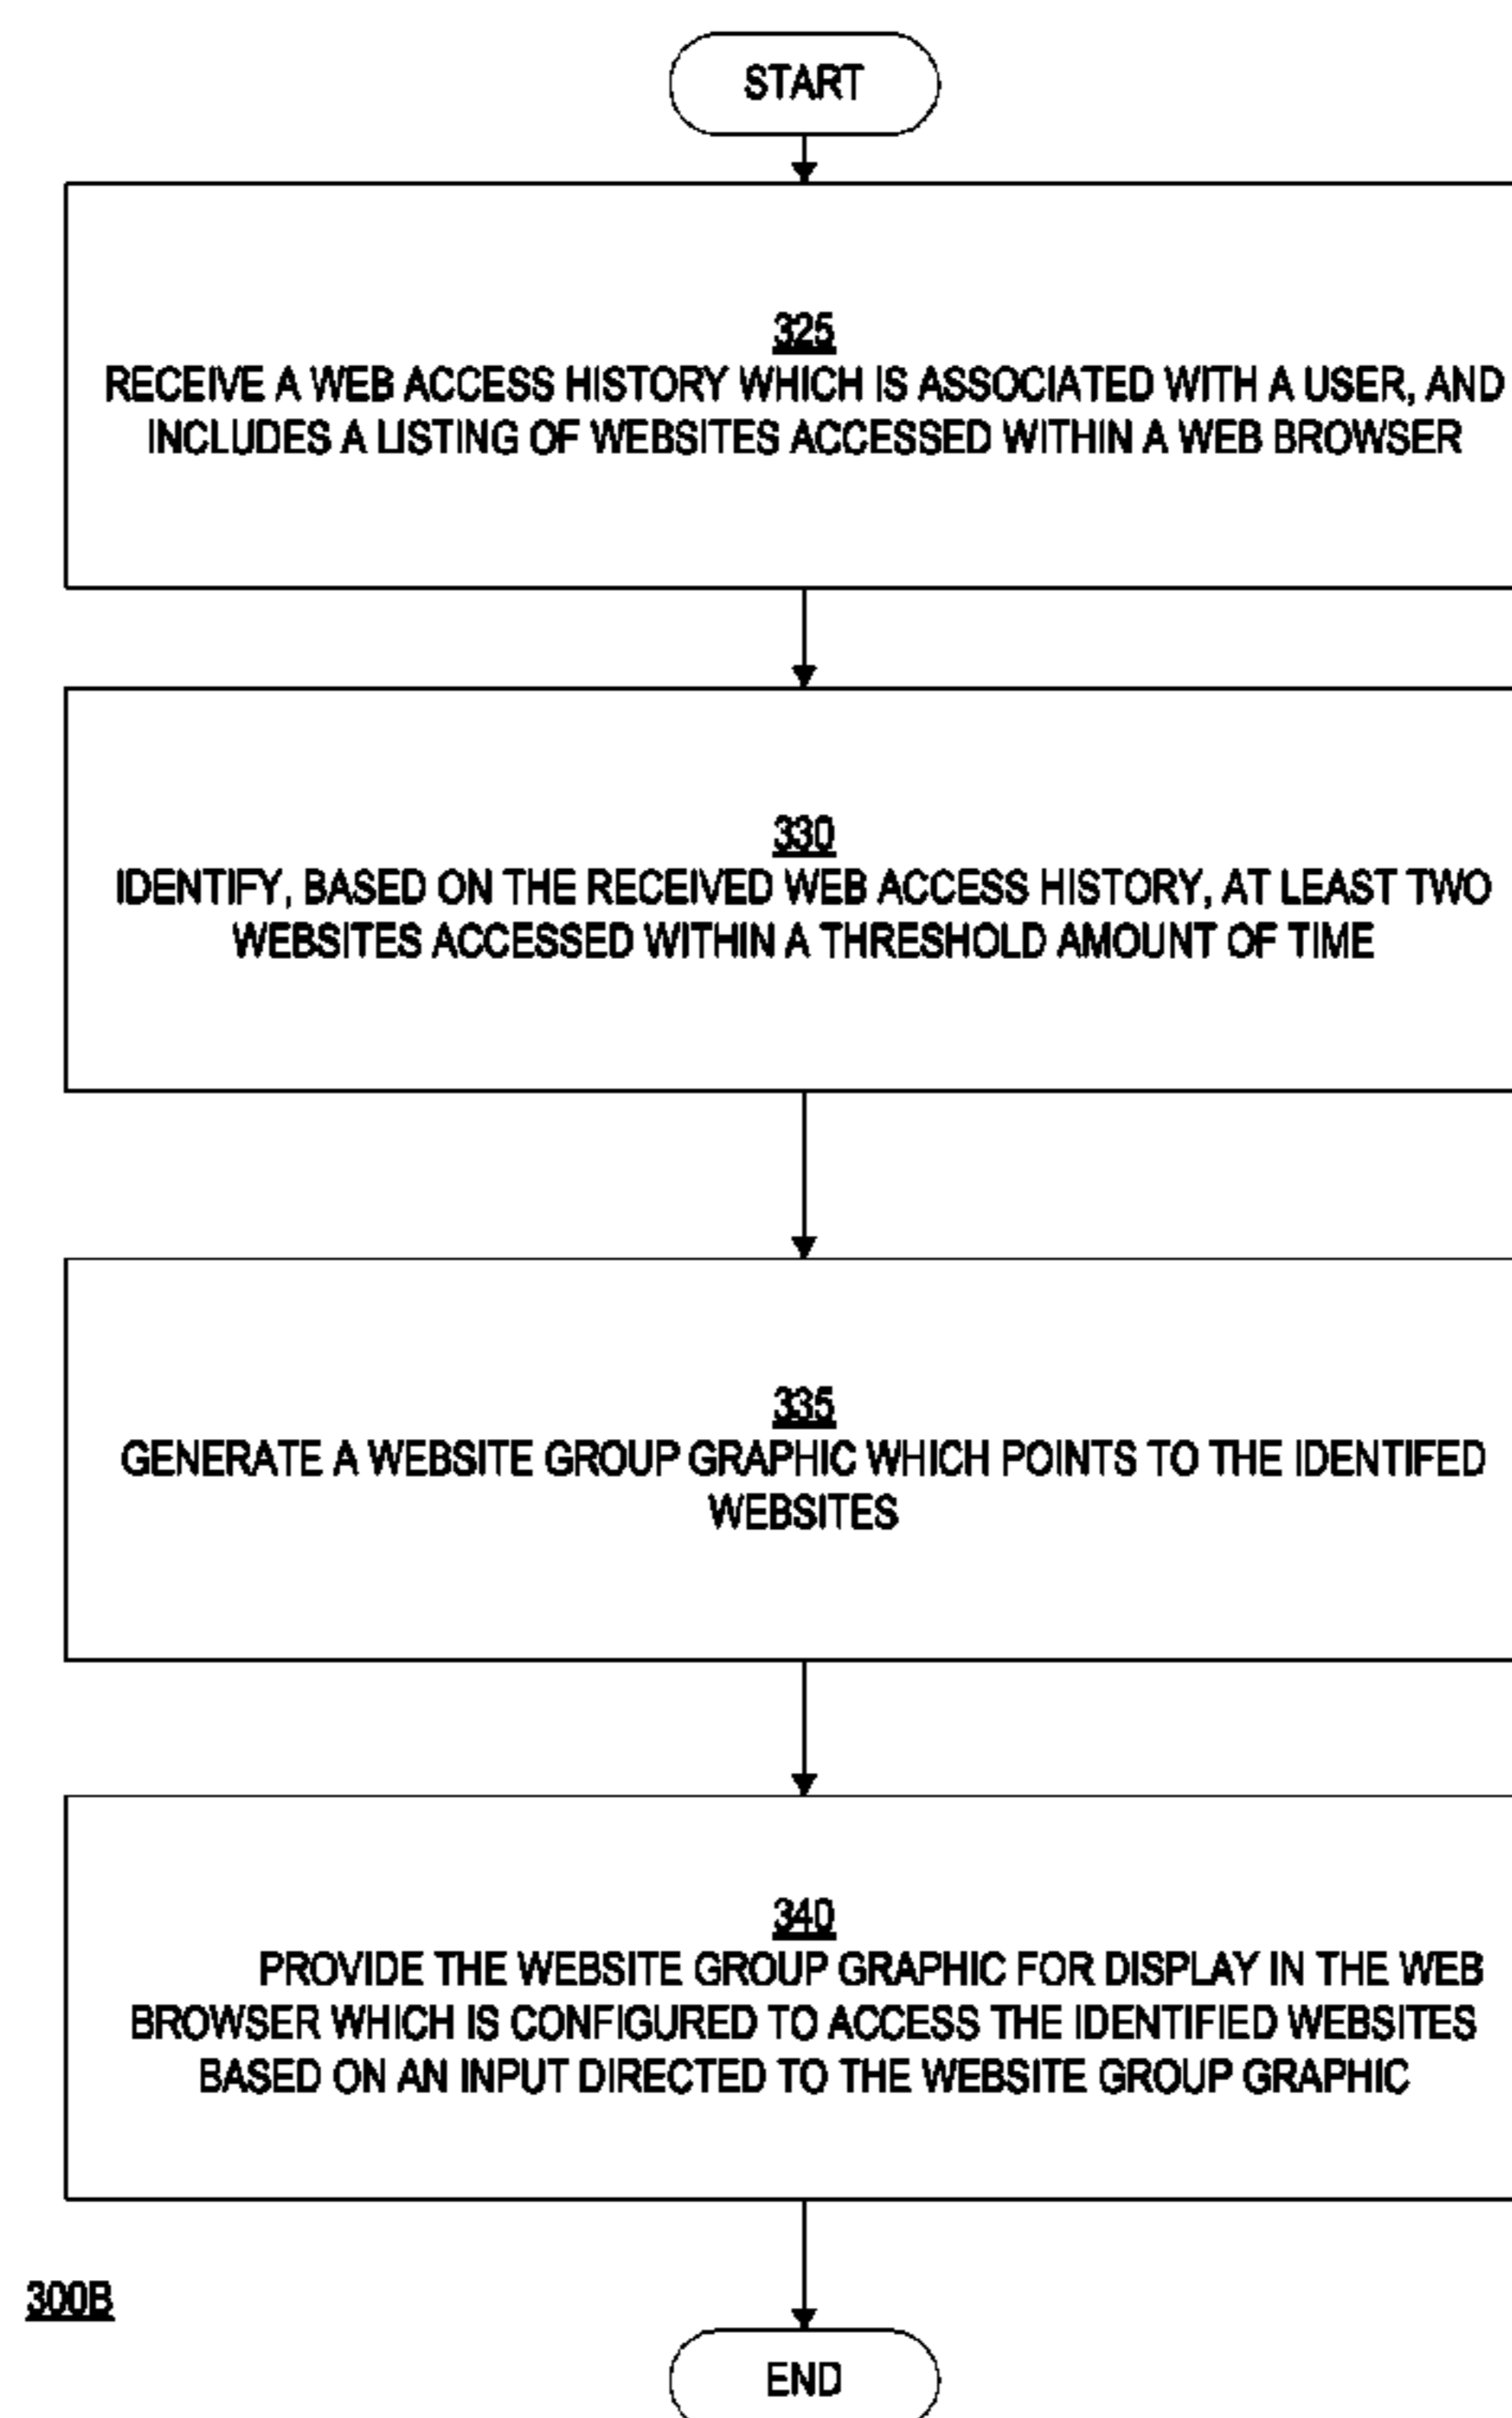 START
325
RECEIVE A WEB ACCESS HISTORY WHICH IS ASSOCIATED WITH A USER, AND
INCLUDES A LISTING OF WEBSITES ACCESSED WITHIN A WEB BROWSER
330
IDENTIFY, BASED ON THE RECEIVED WEB ACCESS HISTORY, AT LEAST TWO
WEBSITES ACCESSED WITHIN A THRESHOLD AMOUNT OF TIME
335
GENERATE A WEBSITE GROUP GRAPHIC WHICH POINTS TO THE IDENTIFED
WEBSITES
340
PROVIDE THE WEBSITE GROUP GRAPHIC FOR DISPLAY IN THE WEB
BROWSER WHICH IS CONFIGURED TO ACCESS THE IDENTIFIED WEBSITES
BASED ON AN INPUT DIRECTED TO THE WEBSITE GROUP GRAPHIC
300B
END